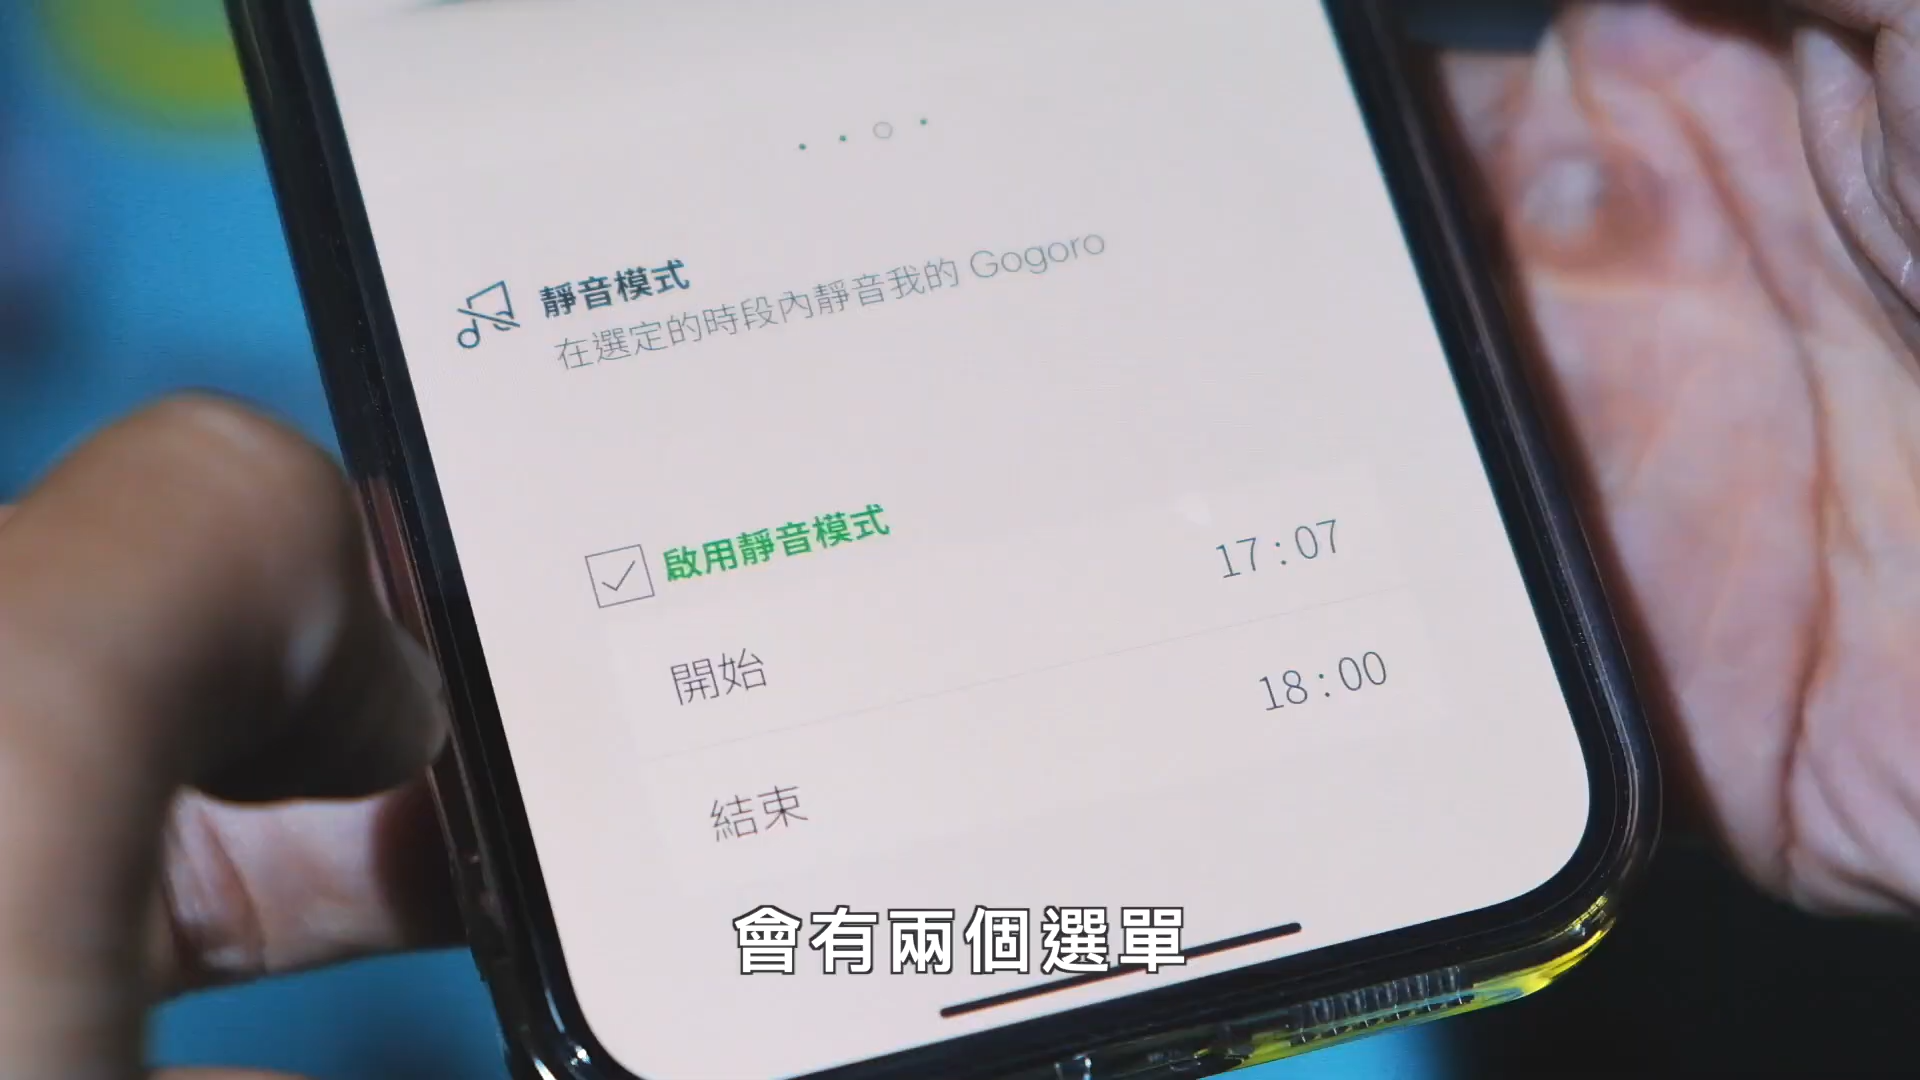 靜音模式
在選定的時段內靜音我的 Gogoro
啟用靜音模式
開始 17:07
結束 18:00
會有兩個選單